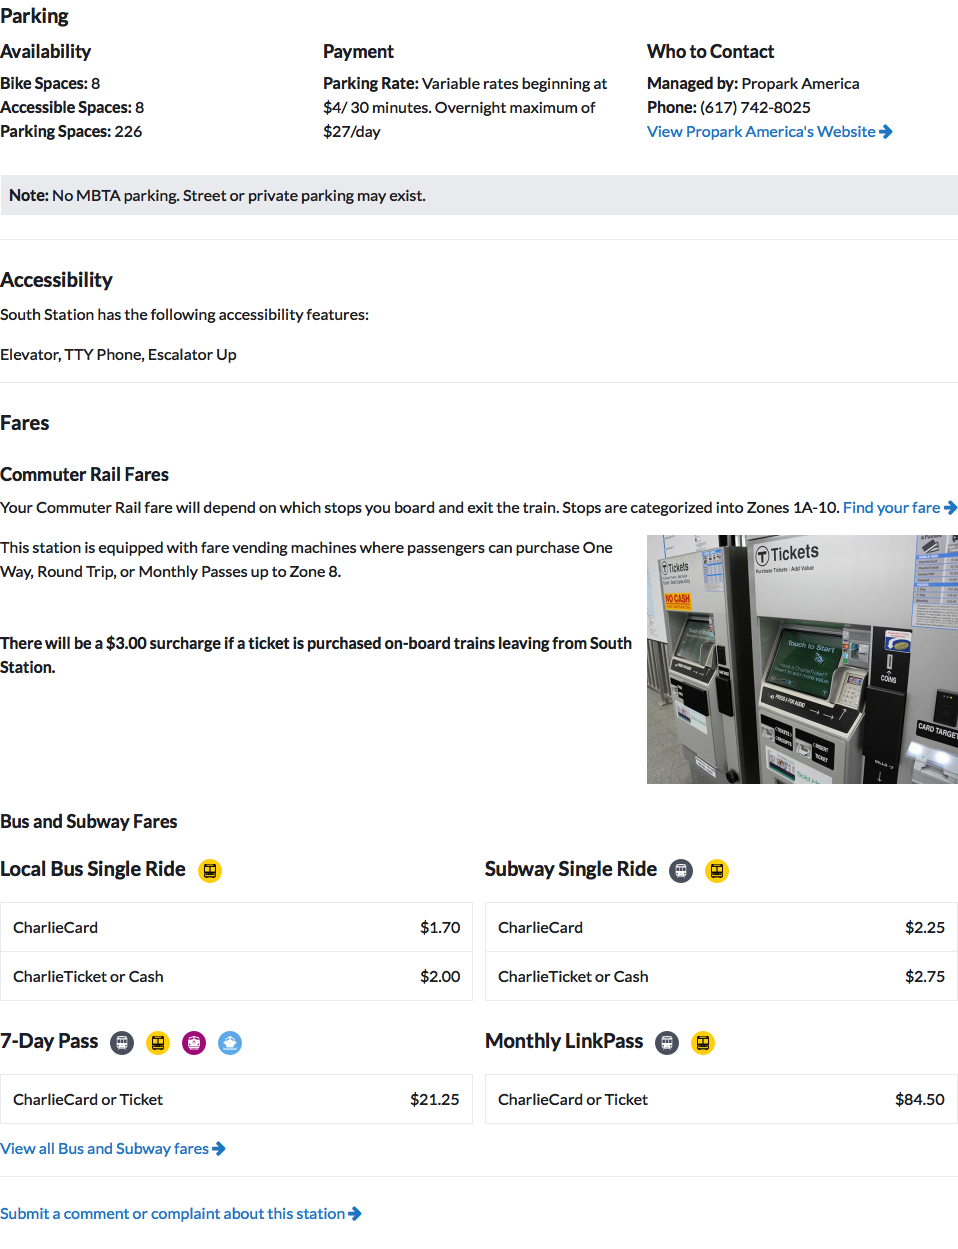 Parking
Availability
Bike Spaces: 8
Accessible Spaces: 8
Parking Spaces: 226
Payment
Parking Rate: Variable rates beginning at
$4/ 30 minutes. Overnight maximum of
$27/day
Who to Contact
Managed by: Propark America
Phone: (617) 742-8025
View Propark America's Website
Note: No MBTA parking. Street or private parking may exist.
Accessibility
South Station has the following accessibility features:
Elevator, TTY Phone, Escalator Up
Fares
Commuter Rail Fares
Your Commuter Rail fare will depend on which stops you board and exit the train. Stops are categorized into Zones 1A-10. Find your fare
This station is equipped with fare vending machines where passengers can purchase One
Way, Round Trip, or Monthly Passes up to Zone 8.
There will be a $3.00 surcharge if a ticket is purchased on-board trains leaving from South
Station.
Tickets
NO CASH
T Tickets
Purchase Tickets · Add Value
Touch to Start
COINS
CARD TARGET
Bus and Subway Fares
Local Bus Single Ride
CharlieCard $1.70
CharlieTicket or Cash $2.00
Subway Single Ride
CharlieCard $2.25
CharlieTicket or Cash $2.75
7-Day Pass
CharlieCard or Ticket $21.25
Monthly LinkPass
CharlieCard or Ticket $84.50
View all Bus and Subway fares
Submit a comment or complaint about this station